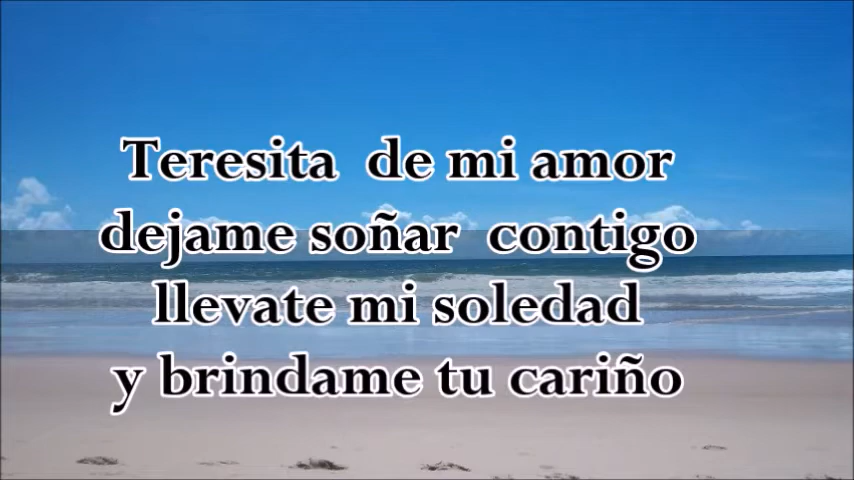 Teresita de mi amor
dejame soñar contigo
llevate mi soledad
y brindame tu cariño